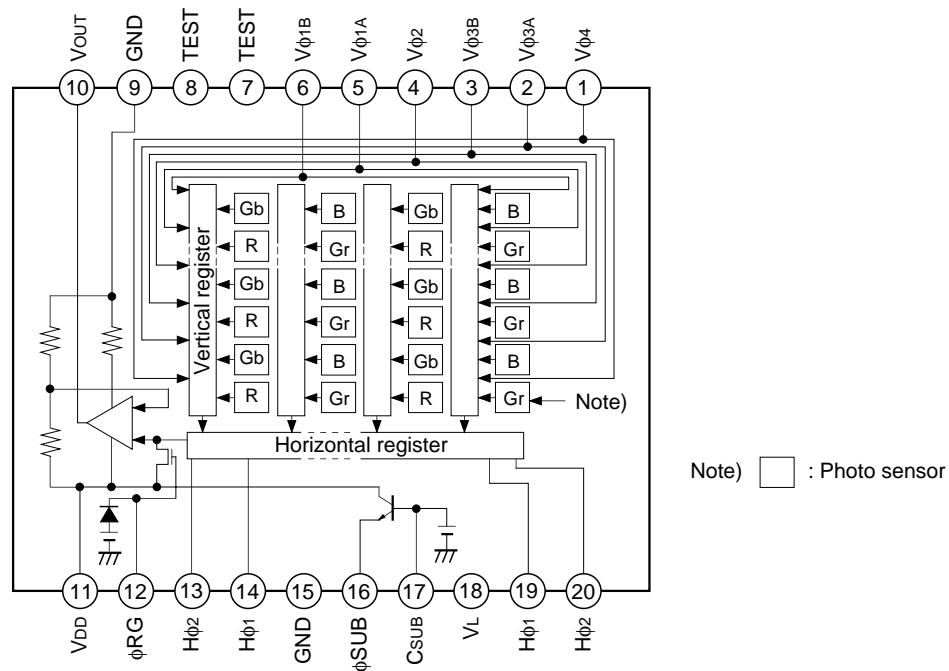 VOUT GND TEST TEST Vϕ1B Vϕ1A Vϕ2 Vϕ3B Vϕ3A Vϕ4
10 9 8 7 6 5 4 3 2 1
Vertical register
Gb B Gb B
R Gr R Gr
Gb B Gb B
R Gr R Gr
Gb B Gb B
R Gr R Gr
Note)
Horizontal register
Note) : Photo sensor
11 12 13 14 15 16 17 18 19 20
VDD ϕRG Hϕ2 Hϕ1 GND ϕSUB CSUB VL Hϕ1 Hϕ2